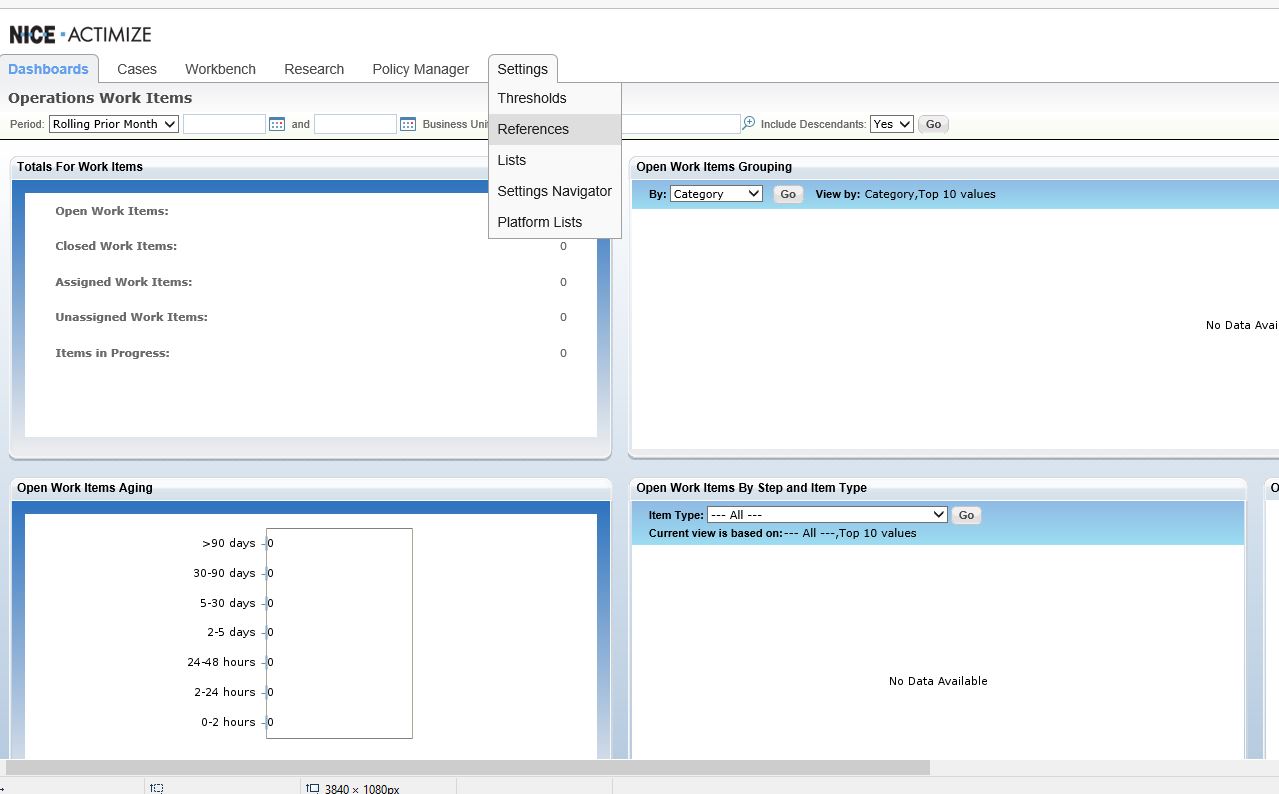 NICE · ACTIMIZE
Dashboards Cases Workbench Research Policy Manager Settings
Operations Work Items
Thresholds
References
Lists
Settings Navigator
Platform Lists
Period: Rolling Prior Month and Business Unit Include Descendants: Yes Go
Totals For Work Items
Open Work Items:
Closed Work Items: 0
Assigned Work Items: 0
Unassigned Work Items: 0
Items in Progress: 0
Open Work Items Grouping
By: Category Go View by: Category,Top 10 values
No Data Avai
Open Work Items Aging
>90 days 0
30-90 days 0
5-30 days 0
2-5 days 0
24-48 hours 0
2-24 hours 0
0-2 hours 0
Open Work Items By Step and Item Type
Item Type: --- All --- Go
Current view is based on:--- All ---,Top 10 values
No Data Available
O
3840 × 1080px